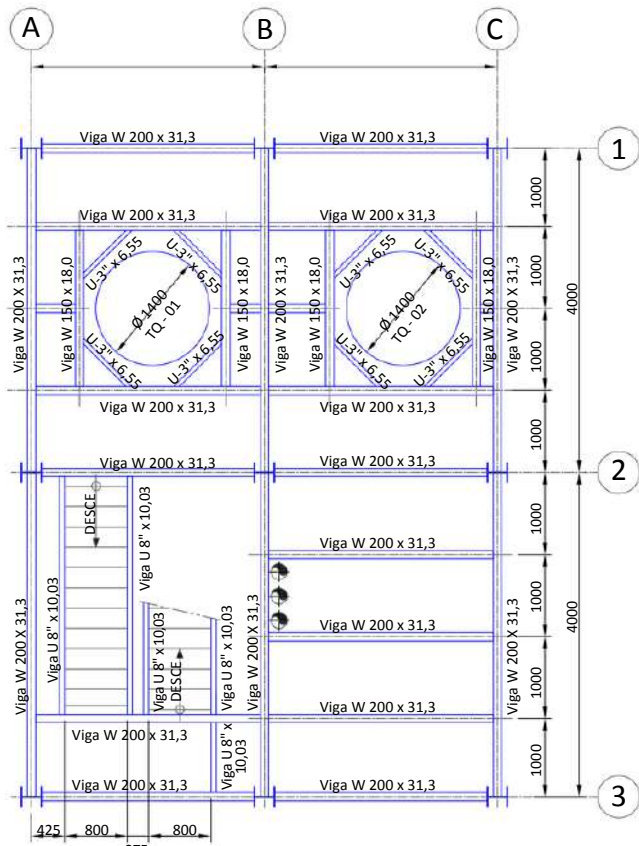 A B C
Viga W 200 x 31,3 Viga W 200 x 31,3
1
1000
Viga W 200 x 31,3 Viga W 200 x 31,3
Viga W 200 x 31,3
Viga W 150 x 18,0
U-3" x 6,55
U-3" x 6,55
Ø 1400
TQ - 01
U-3" x 6,55
U-3" x 6,55
Viga W 150 x 18,0
Viga W 200 x 31,3
Viga W 150 x 18,0
U-3" x 6,55
U-3" x 6,55
Ø 1400
TQ - 02
U-3" x 6,55
U-3" x 6,55
Viga W 150 x 18,0
Viga W 200 x 31,3
1000
1000
4000
Viga W 200 x 31,3 Viga W 200 x 31,3
1000
Viga W 200 x 31,3 Viga W 200 x 31,3
2
DESCE
Viga U 8" x 10,03
1000
Viga W 200 x 31,3
Viga W 200 x 31,3
Viga U 8" x 10,03
Viga U 8" x 10,03
DESCE
Viga U 8" x 10,03
Viga W 200 x 31,3
1000
Viga W 200 x 31,3
Viga W 200 x 31,3
4000
1000
Viga W 200 x 31,3
Viga W 200 x 31,3
Viga U 8" x
10,03
1000
Viga W 200 x 31,3 Viga W 200 x 31,3
3
425 800 800